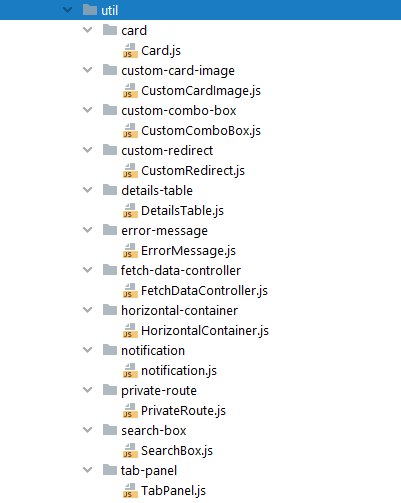 util
card
JS Card.js
custom-card-image
JS CustomCardImage.js
custom-combo-box
JS CustomComboBox.js
custom-redirect
JS CustomRedirect.js
details-table
JS DetailsTable.js
error-message
JS ErrorMessage.js
fetch-data-controller
JS FetchDataController.js
horizontal-container
JS HorizontalContainer.js
notification
JS notification.js
private-route
JS PrivateRoute.js
search-box
JS SearchBox.js
tab-panel
JS TabPanel.js